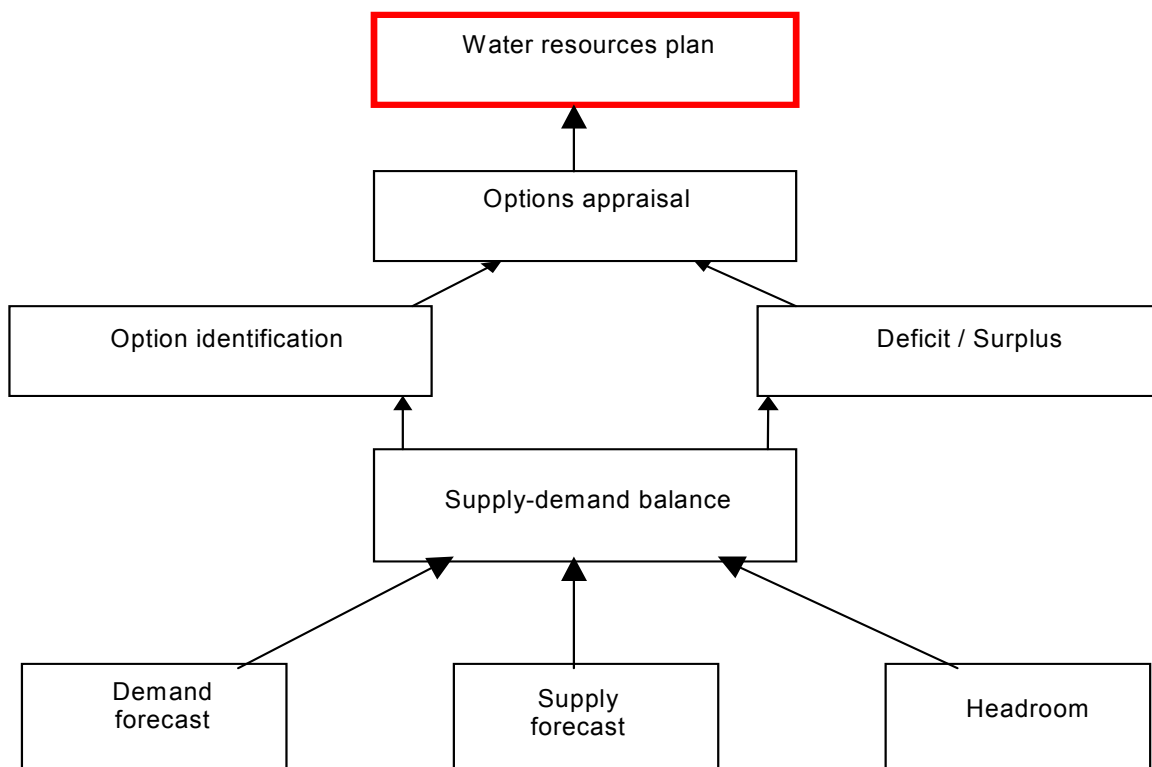 Water resources plan
Options appraisal
Option identification
Deficit / Surplus
Supply-demand balance
Demand
forecast
Supply
forecast
Headroom